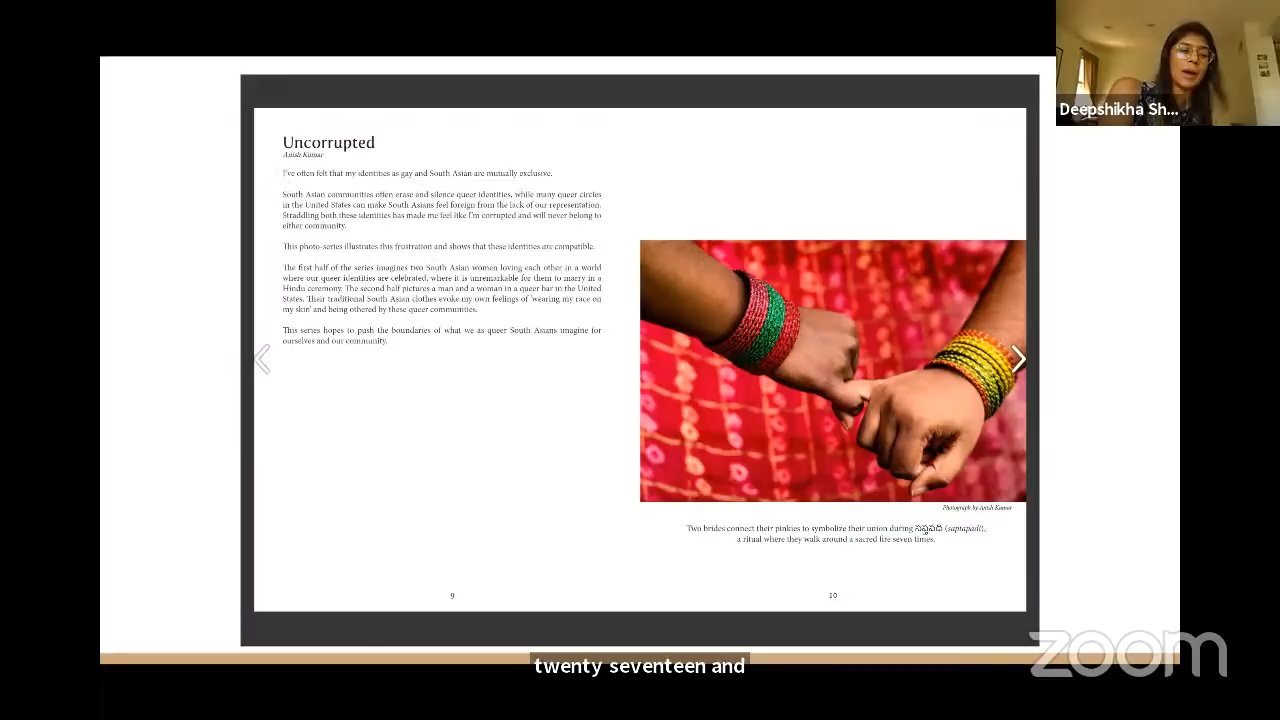 Deepshikha Sh...
Uncorrupted
Anish Kumar
I've often felt that my identities as gay and South Asian are mutually exclusive.
South Asian communities often erase and silence queer identities, while many queer circles
in the United States can make South Asians feel foreign from the lack of our representation.
Straddling both these identities has made me feel like I'm corrupted and will never belong to
either community.
This photo-series illustrates this frustration and shows that these identities are compatible.
The first half of the series imagines two South Asian women loving each other in a world
where our queer identities are celebrated, where it is unremarkable for them to marry in a
Hindu ceremony. The second half pictures a man and a woman in a queer bar in the United
States. Their traditional South Asian clothes evoke my own feelings of 'wearing my race on
my skin' and being othered by these queer communities.
This series hopes to push the boundaries of what we as queer South Asians imagine for
ourselves and our community.
Photograph by Anish Kumar
Two brides connect their pinkies to symbolize their union during సప్తపది (saptapadi),
a ritual where they walk around a sacred fire seven times.
9
10
zoom
twenty seventeen and